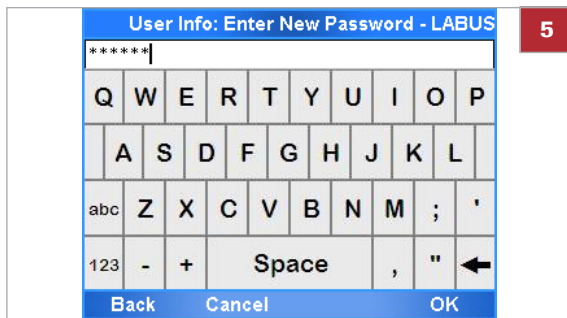 User Info: Enter New Password - LABUS
5
******
Q W E R T Y U I O P
A S D F G H J K L
abc Z X C V B N M ; '
123 - + Space , " ←
Back Cancel OK